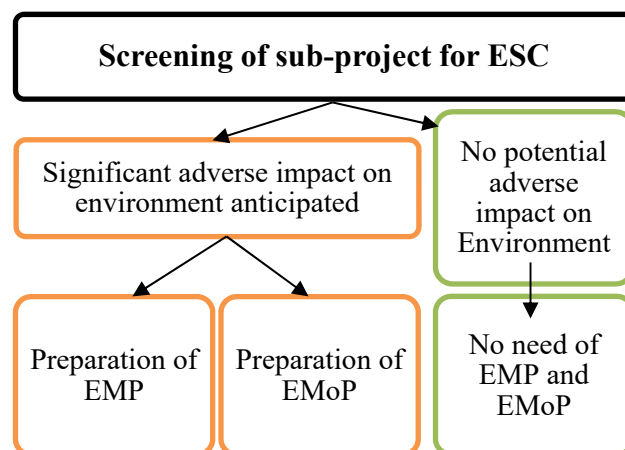 Screening of sub-project for ESC
Significant adverse impact on
environment anticipated
No potential
adverse
impact on
Environment
Preparation of
EMP
Preparation of
EMoP
No need of
EMP and
EMoP